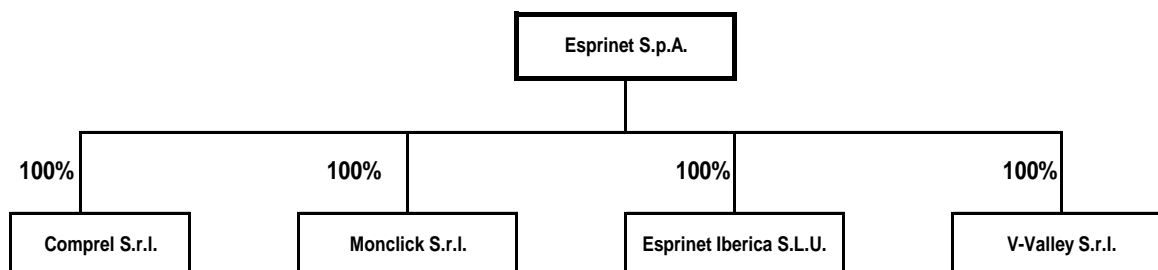 Esprinet S.p.A.
100%
100%
100%
100%
Comprel S.r.l.
Monclick S.r.l.
Esprinet Iberica S.L.U.
V-Valley S.r.l.